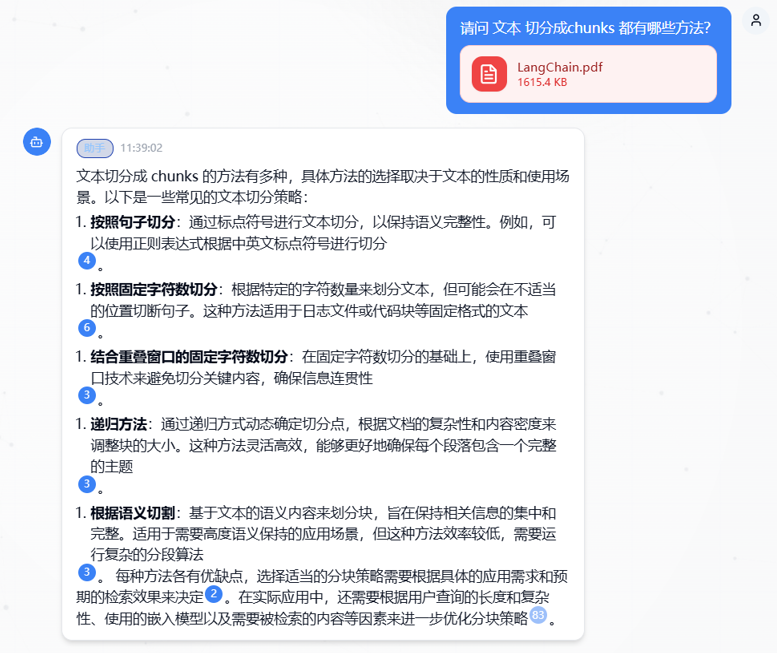 请问 文本 切分成chunks 都有哪些方法?
LangChain.pdf
1615.4 KB
助手 11:39:02
文本切分成 chunks 的方法有多种，具体方法的选择取决于文本的性质和使用场
景。以下是一些常见的文本切分策略：
1. 按照句子切分：通过标点符号进行文本切分，以保持语义完整性。例如，可
以使用正则表达式根据中英文标点符号进行切分
4 。
1. 按照固定字符数切分：根据特定的字符数量来划分文本，但可能会在不适当
的位置切断句子。这种方法适用于日志文件或代码块等固定格式的文本
6 。
1. 结合重叠窗口的固定字符数切分：在固定字符数切分的基础上，使用重叠窗
口技术来避免切分关键内容，确保信息连贯性
3 。
1. 递归方法：通过递归方式动态确定切分点，根据文档的复杂性和内容密度来
调整块的大小。这种方法灵活高效，能够更好地确保每个段落包含一个完整
的主题
3 。
1. 根据语义切割：基于文本的语义内容来划分块，旨在保持相关信息的集中和
完整。适用于需要高度语义保持的应用场景，但这种方法效率较低，需要运
行复杂的分段算法
3 。 每种方法各有优缺点，选择适当的分块策略需要根据具体的应用需求和预
期的检索效果来决定 2 。在实际应用中，还需要根据用户查询的长度和复杂
性、使用的嵌入模型以及需要被检索的内容等因素来进一步优化分块策略 83 。